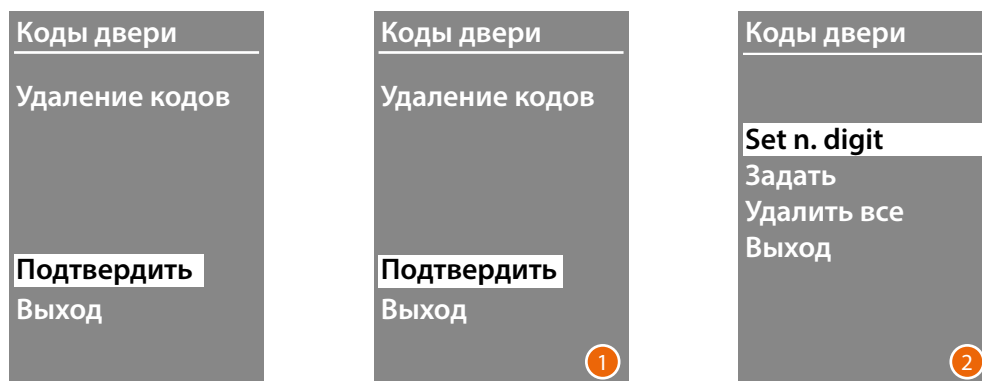 Коды двери
Удаление кодов
Подтвердить
Выход
Коды двери
Удаление кодов
Подтвердить
Выход
1
Коды двери
Set n. digit
Задать
Удалить все
Выход
2